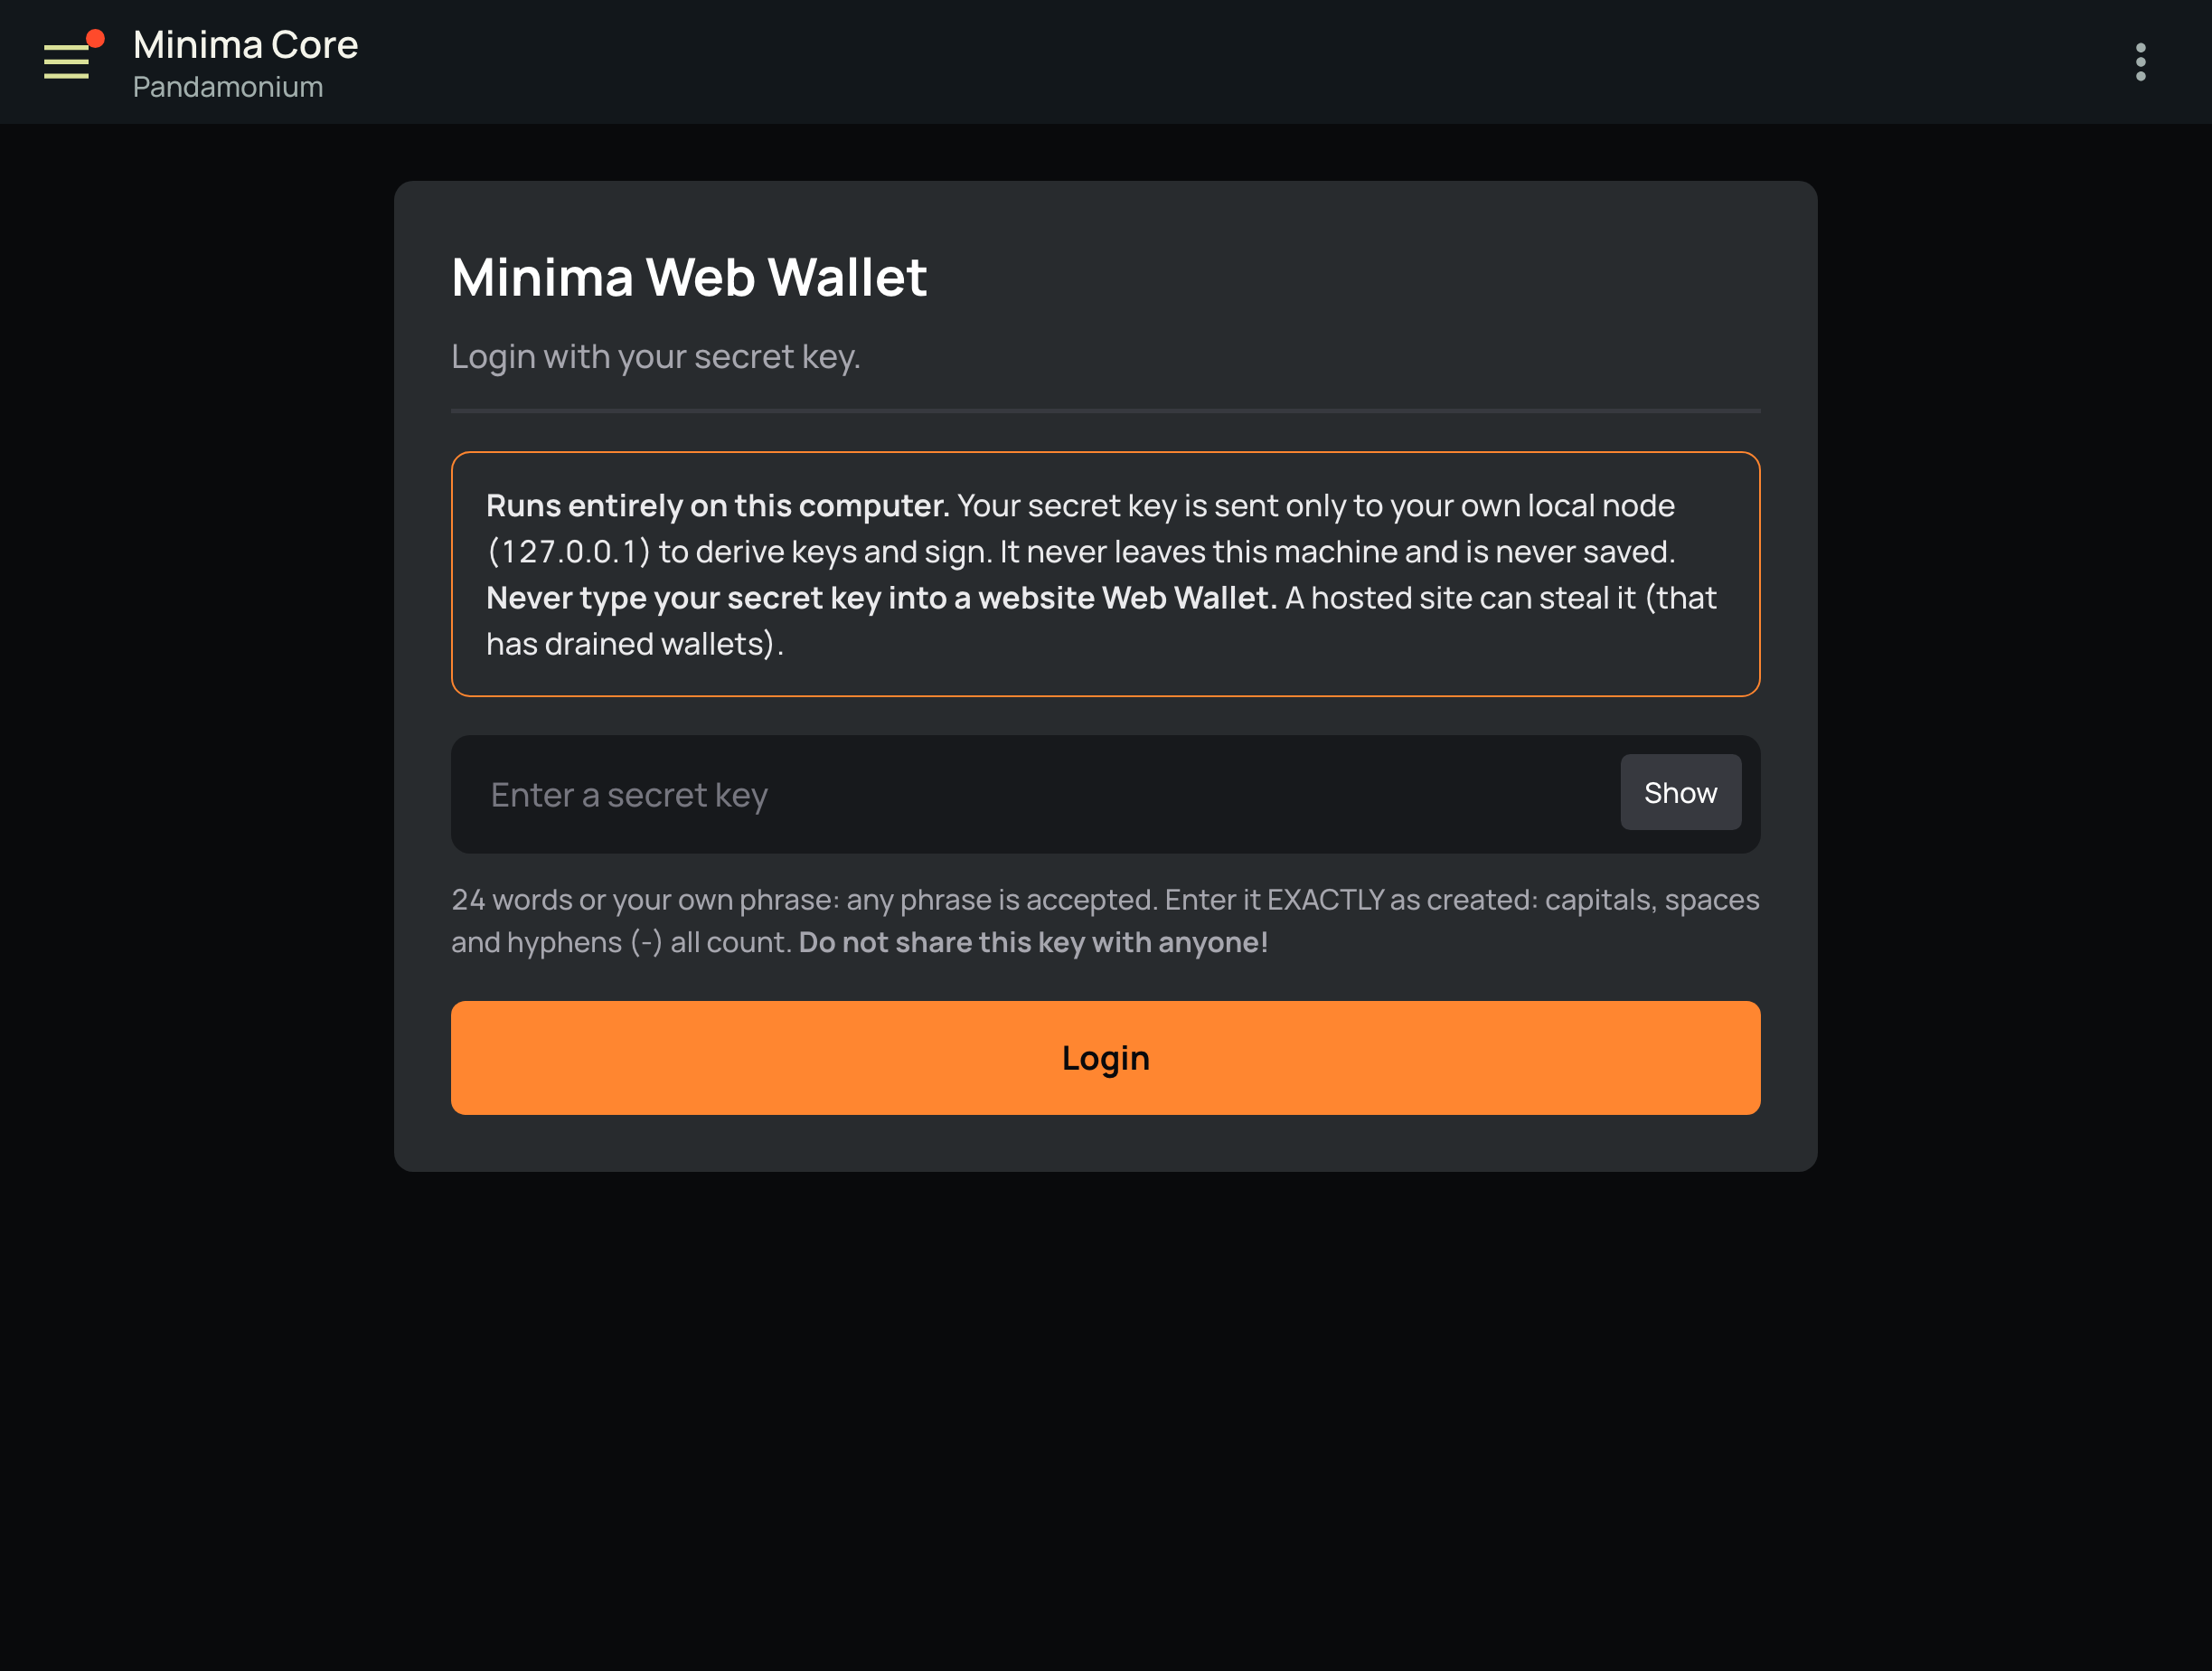 Minima Core
Pandamonium
Minima Web Wallet
Login with your secret key.
Runs entirely on this computer. Your secret key is sent only to your own local node
(127.0.0.1) to derive keys and sign. It never leaves this machine and is never saved.
Never type your secret key into a website Web Wallet. A hosted site can steal it (that
has drained wallets).
Enter a secret key
Show
24 words or your own phrase: any phrase is accepted. Enter it EXACTLY as created: capitals, spaces
and hyphens (-) all count. Do not share this key with anyone!
Login